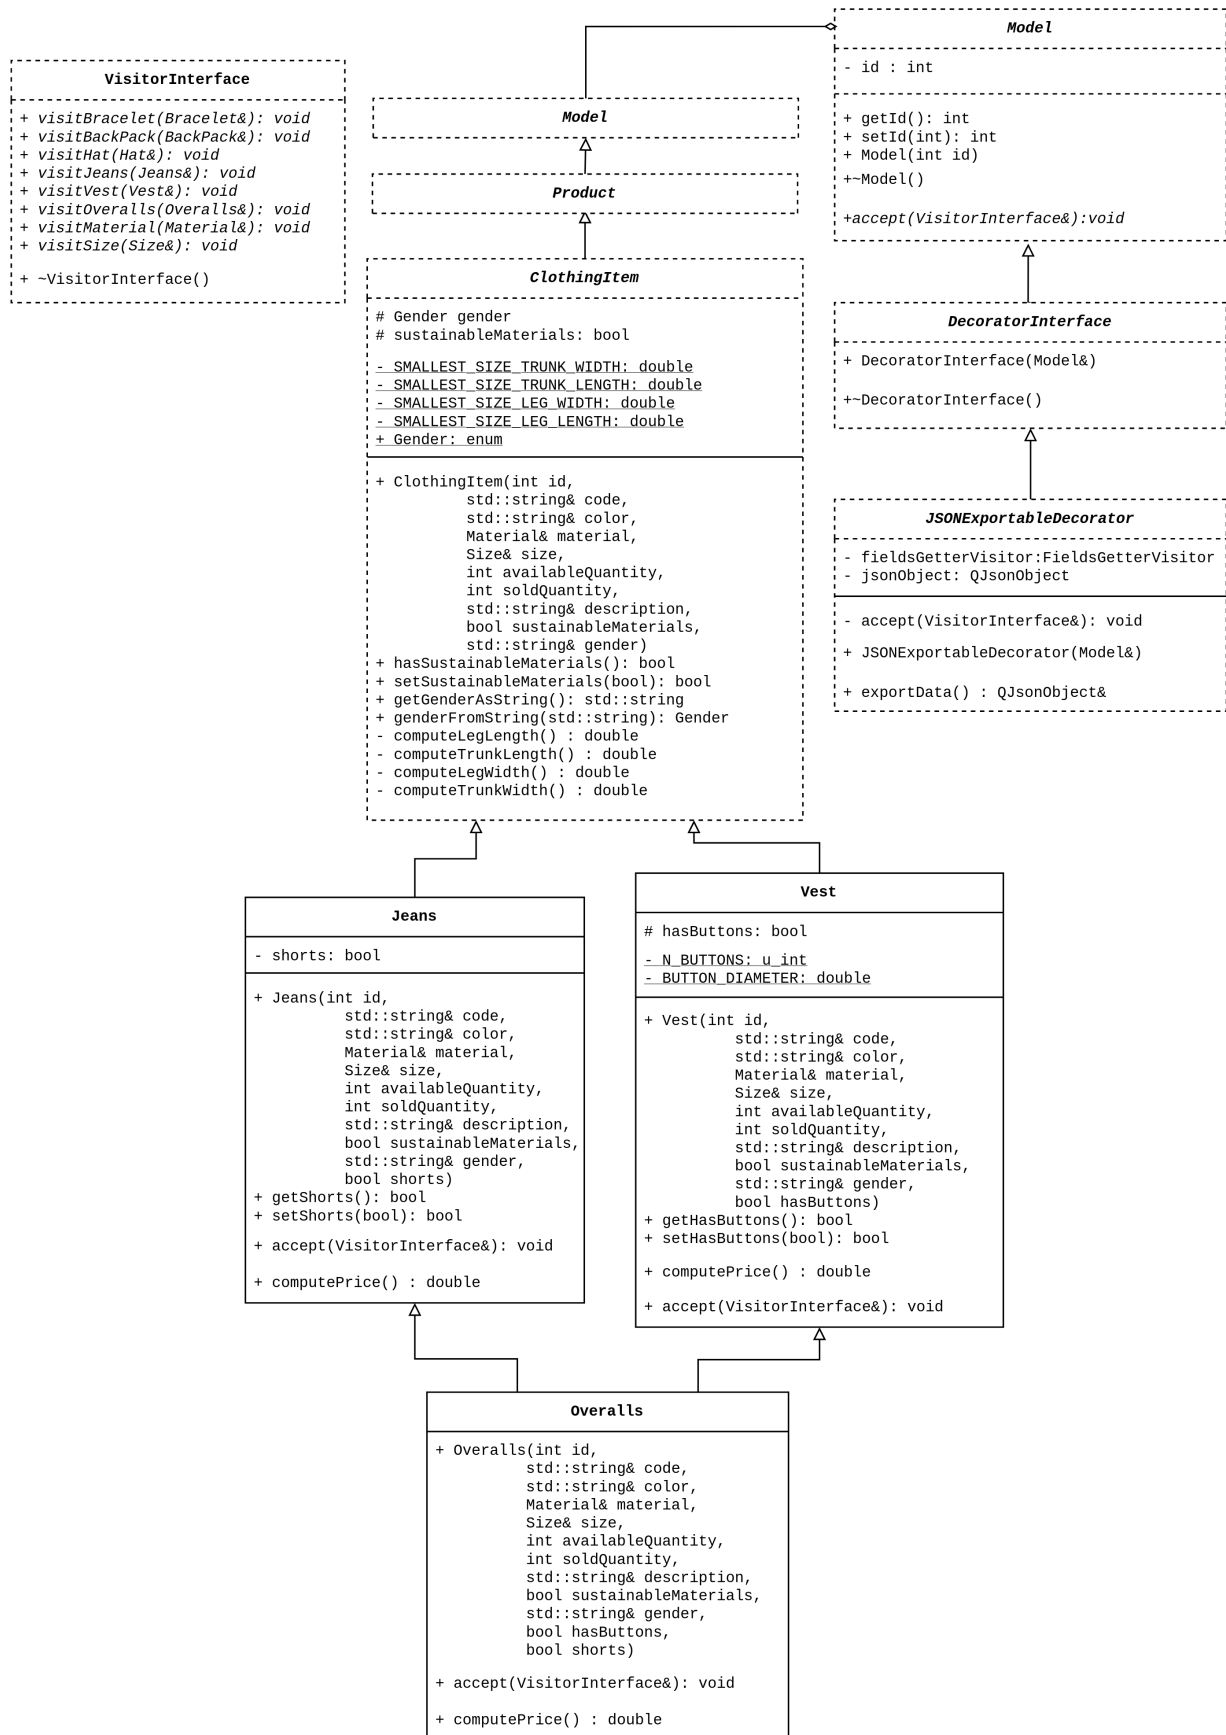 VisitorInterface
+ visitBracelet(Bracelet&): void
+ visitBackPack(BackPack&): void
+ visitHat(Hat&): void
+ visitJeans(Jeans&): void
+ visitVest(Vest&): void
+ visitOveralls(Overalls&): void
+ visitMaterial(Material&): void
+ visitSize(Size&): void
+ ~VisitorInterface()
Model
Product
ClothingItem
# Gender gender
# sustainableMaterials: bool
- SMALLEST_SIZE_TRUNK_WIDTH: double
- SMALLEST_SIZE_TRUNK_LENGTH: double
- SMALLEST_SIZE_LEG_WIDTH: double
- SMALLEST_SIZE_LEG_LENGTH: double
+ Gender: enum
+ ClothingItem(int id,
std::string& code,
std::string& color,
Material& material,
Size& size,
int availableQuantity,
int soldQuantity,
std::string& description,
bool sustainableMaterials,
std::string& gender)
+ hasSustainableMaterials(): bool
+ setSustainableMaterials(bool): bool
+ getGenderAsString(): std::string
+ genderFromString(std::string): Gender
- computeLegLength() : double
- computeTrunkLength() : double
- computeLegWidth() : double
- computeTrunkWidth() : double
Model
- id : int
+ getId(): int
+ setId(int): int
+ Model(int id)
+~Model()
+accept(VisitorInterface&):void
DecoratorInterface
+ DecoratorInterface(Model&)
+~DecoratorInterface()
JSONExportableDecorator
- fieldsGetterVisitor:FieldsGetterVisitor
- jsonObject: QJsonObject
- accept(VisitorInterface&): void
+ JSONExportableDecorator(Model&)
+ exportData() : QJsonObject&
Jeans
- shorts: bool
+ Jeans(int id,
std::string& code,
std::string& color,
Material& material,
Size& size,
int availableQuantity,
int soldQuantity,
std::string& description,
bool sustainableMaterials,
std::string& gender,
bool shorts)
+ getShorts(): bool
+ setShorts(bool): bool
+ accept(VisitorInterface&): void
+ computePrice() : double
Vest
# hasButtons: bool
- N_BUTTONS: u_int
- BUTTON_DIAMETER: double
+ Vest(int id,
std::string& code,
std::string& color,
Material& material,
Size& size,
int availableQuantity,
int soldQuantity,
std::string& description,
bool sustainableMaterials,
std::string& gender,
bool hasButtons)
+ getHasButtons(): bool
+ setHasButtons(bool): bool
+ computePrice() : double
+ accept(VisitorInterface&): void
Overalls
+ Overalls(int id,
std::string& code,
std::string& color,
Material& material,
Size& size,
int availableQuantity,
int soldQuantity,
std::string& description,
bool sustainableMaterials,
std::string& gender,
bool hasButtons,
bool shorts)
+ accept(VisitorInterface&): void
+ computePrice() : double